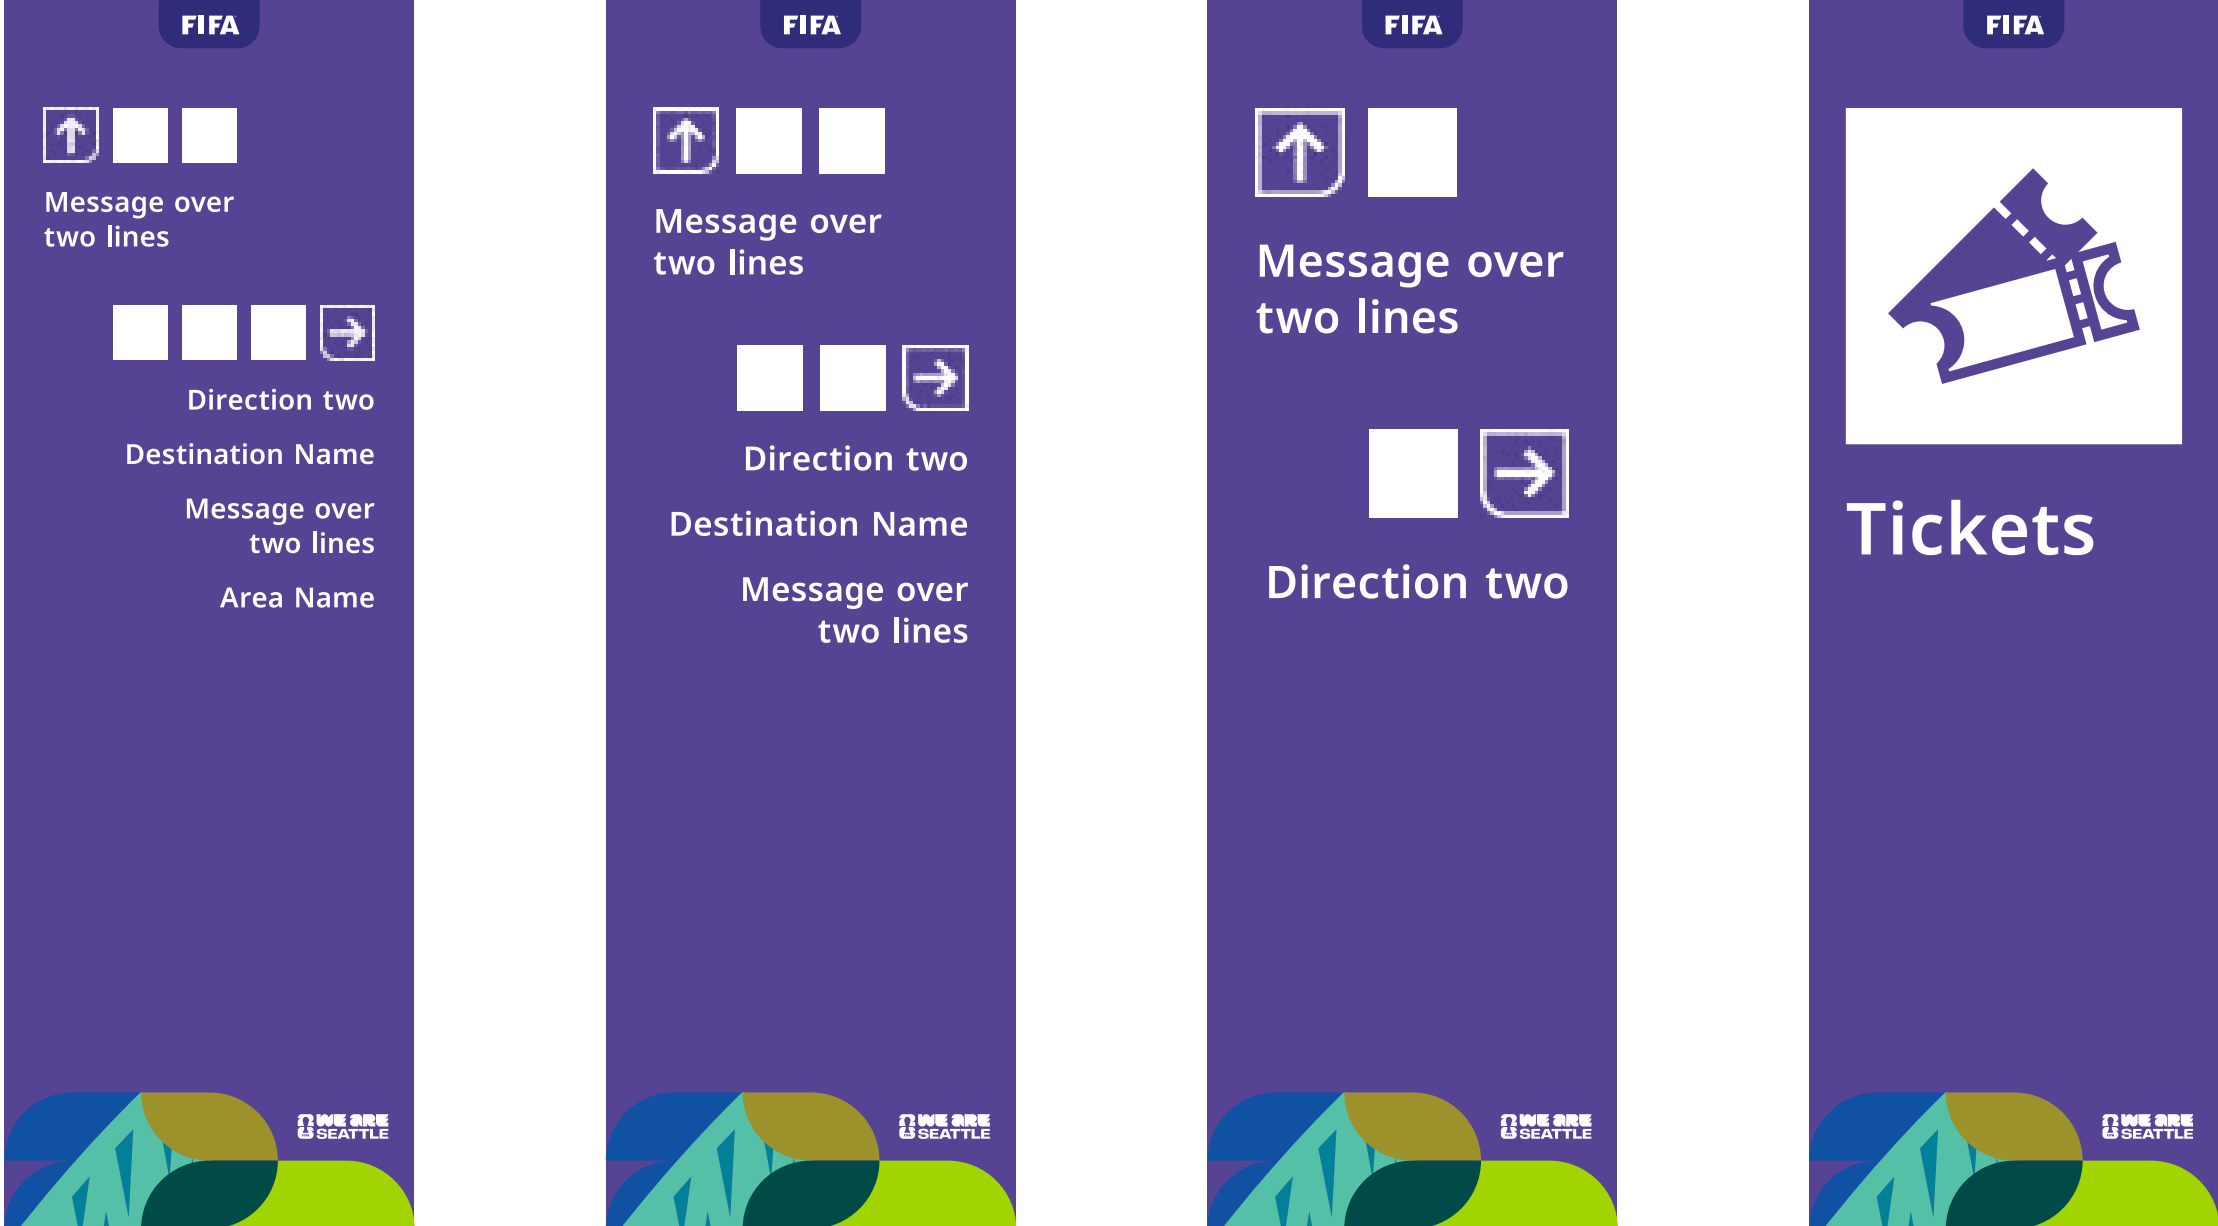 FIFA
Message over
two lines
Direction two
Destination Name
Message over
two lines
Area Name
WE ARE
SEATTLE
FIFA
Message over
two lines
Direction two
Destination Name
Message over
two lines
WE ARE
SEATTLE
FIFA
Message over
two lines
Direction two
WE ARE
SEATTLE
FIFA
Tickets
WE ARE
SEATTLE